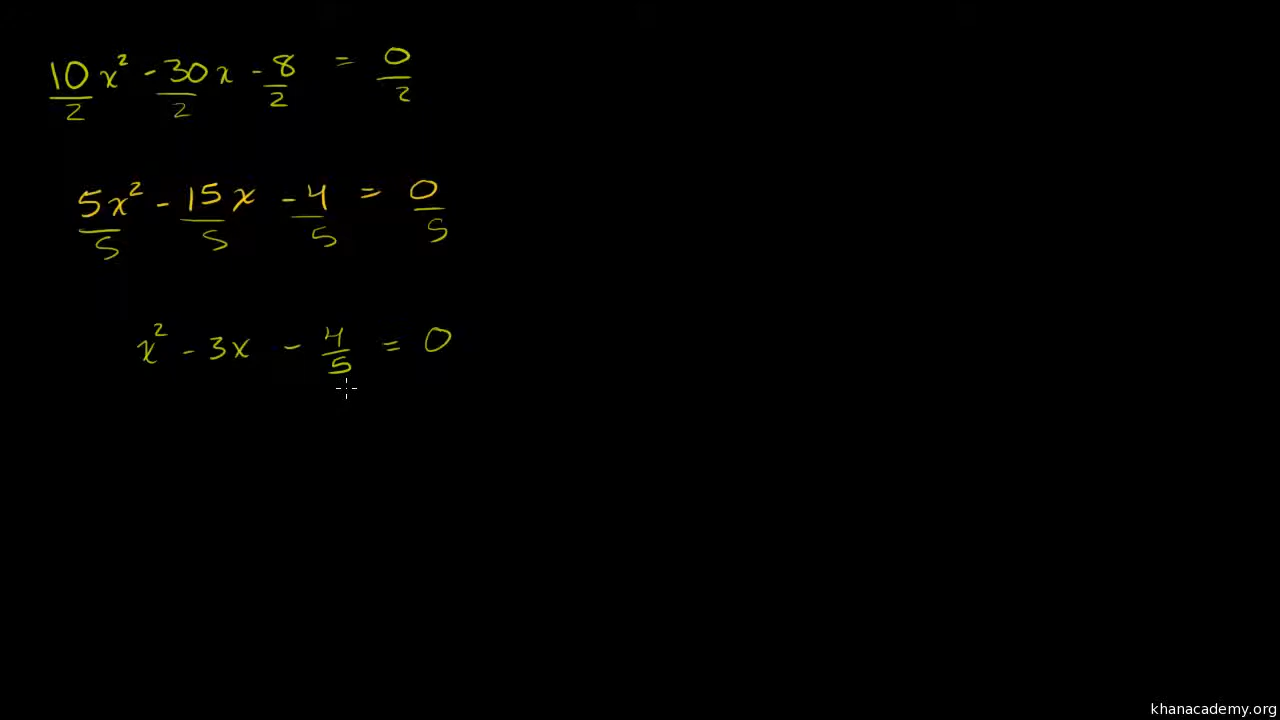 10x² - 30x - 8 = 0
2 2 2 2
5x² - 15x - 4 = 0
5 5 5 5
x² - 3x - 4/5 = 0
khanacademy.org